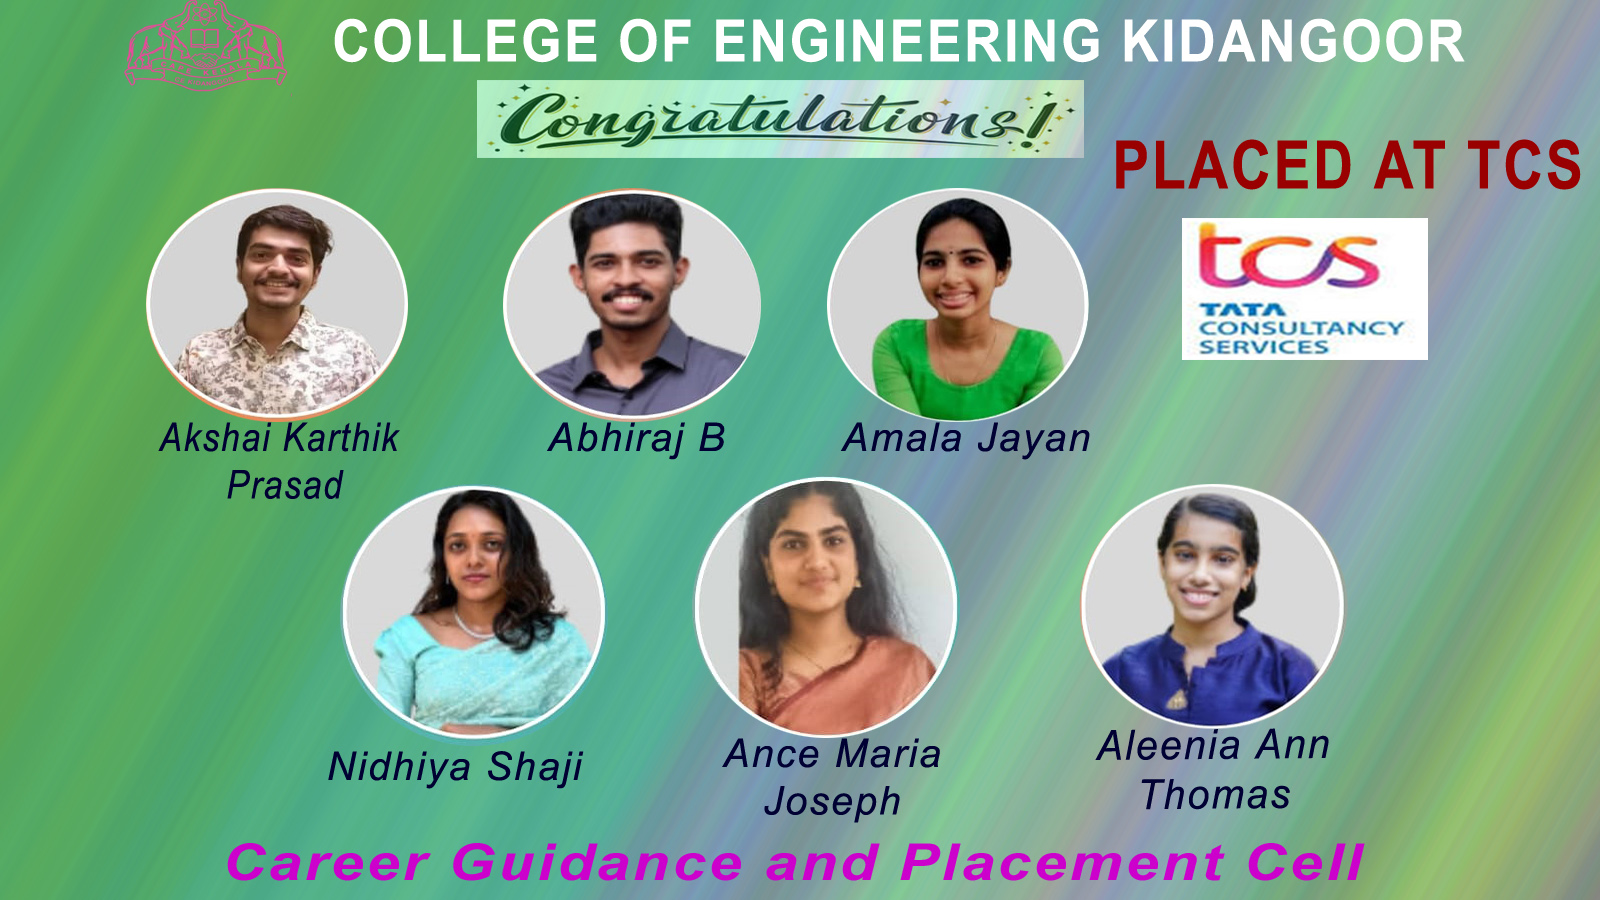 COLLEGE OF ENGINEERING KIDANGOOR
Congratulations!
PLACED AT TCS
tcs
TATA
CONSULTANCY
SERVICES
Akshai Karthik
Prasad
Abhiraj B
Amala Jayan
Nidhiya Shaji
Ance Maria
Joseph
Aleenia Ann
Thomas
Career Guidance and Placement Cell